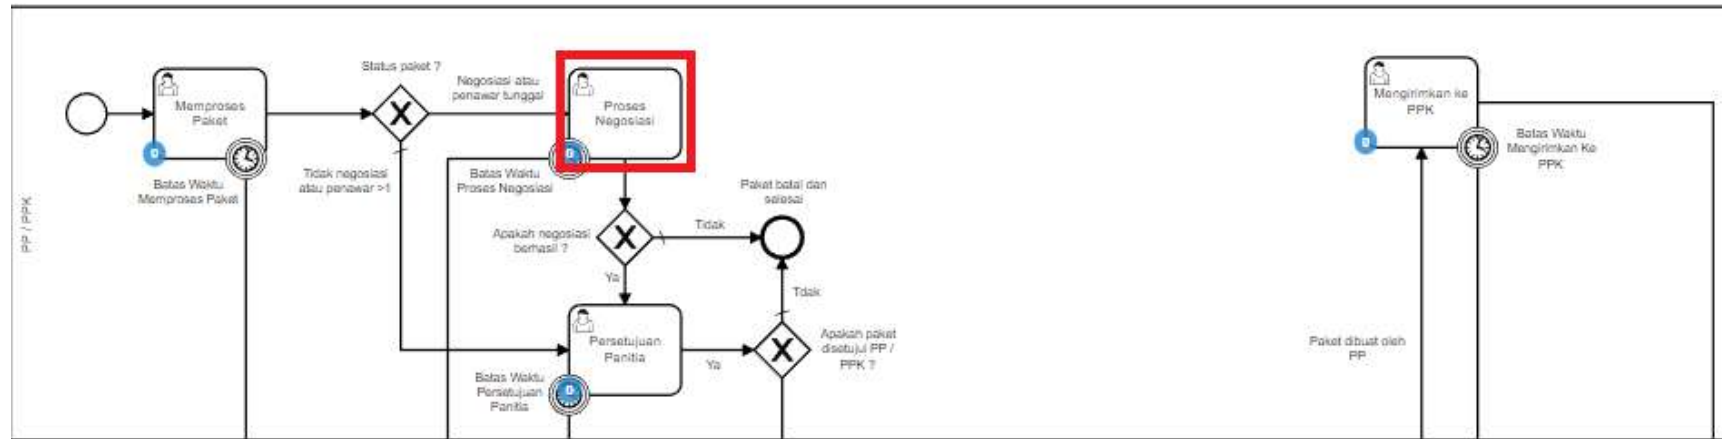 PP / PPK
Memproses
Paket
Batas Waktu
Memproses Paket
Status paket ?
Negosiasi atau
penawar tunggal
Tidak negosiasi
atau penawar >1
Proses
Negosiasi
Batas Waktu
Proses Negosiasi
Apakah negosiasi
berhasil ?
Tidak
Paket batal dan
selesai
Ya
Persetujuan
Panitia
Batas Waktu
Persetujuan
Panitia
Ya
Tdak
Apakah paket
disetujui PP /
PPK ?
Mengirimkan ke
PPK
Batas Waktu
Mengirimkan Ke
PPK
Paket dibuat oleh
PP